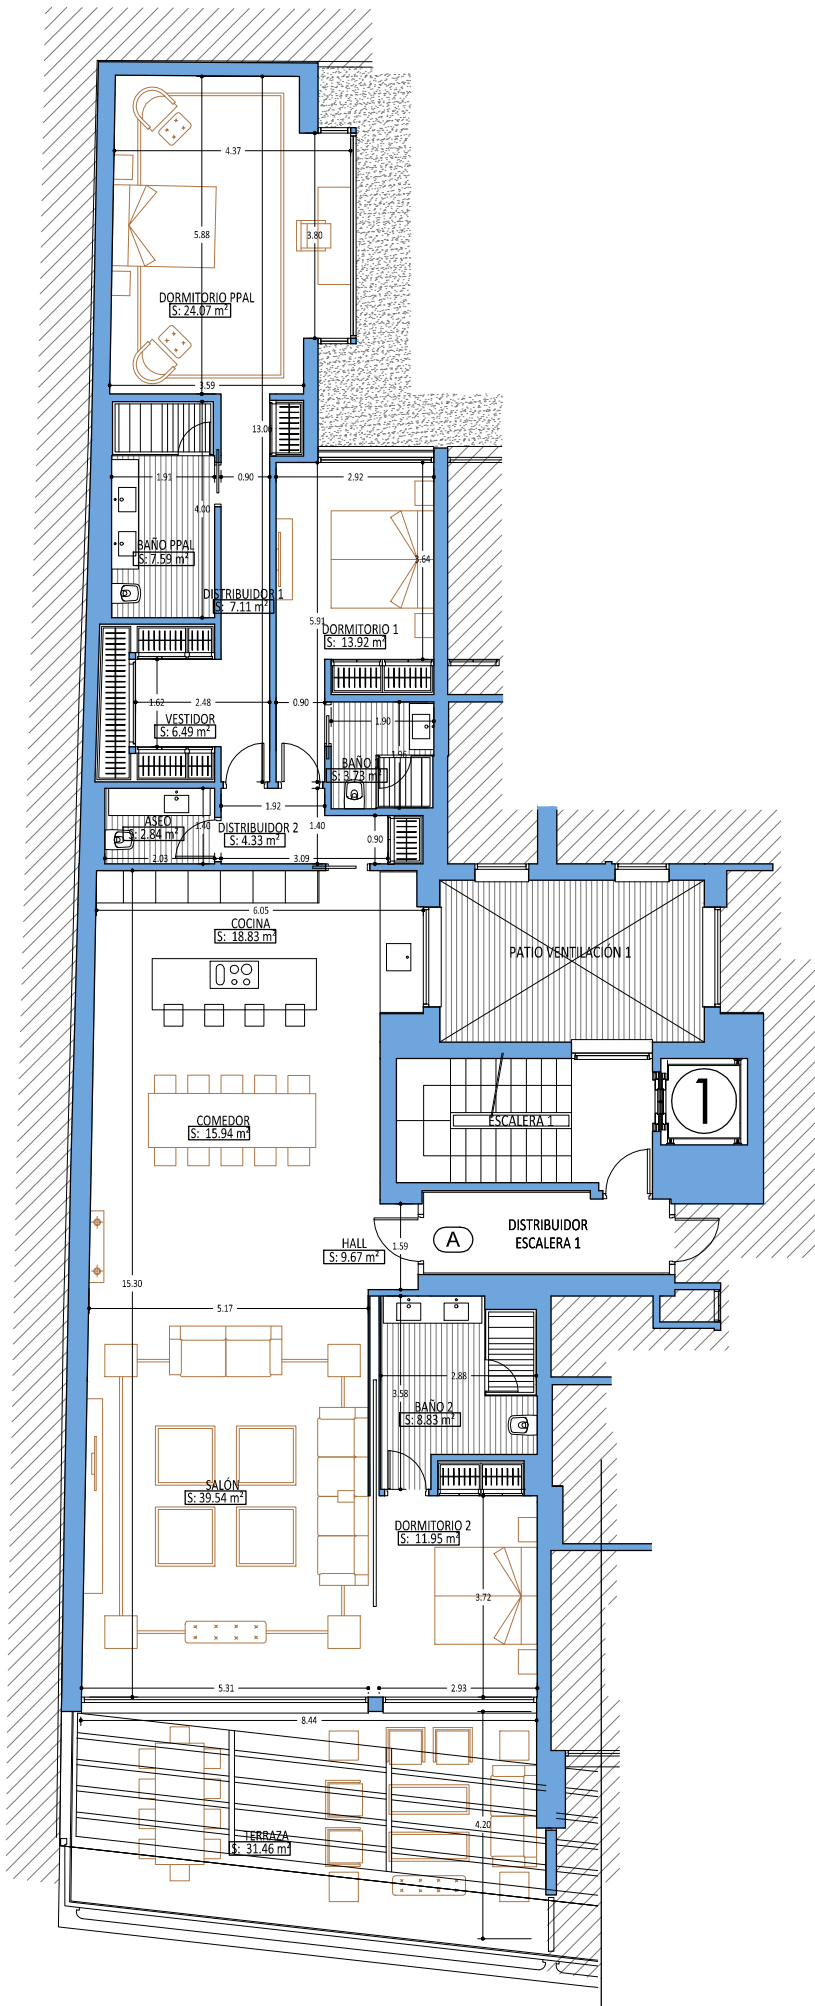 4.37
5.88
3.80
DORMITORIO PPAL
S: 24.07 m²
3.59
13.00
1.91
0.90
2.92
4.00
BAÑO PPAL
S: 7.59 m²
3.64
DISTRIBUIDOR 1
S: 7.11 m²
5.91
DORMITORIO 1
S: 13.92 m²
1.62
2.48
0.90
VESTIDOR
S: 6.49 m²
1.90
1.96
BAÑO 1
S: 3.73 m²
1.92
ASEO
S: 2.84 m²
1.40
DISTRIBUIDOR 2
S: 4.33 m²
1.40
0.90
2.03
3.09
6.05
COCINA
S: 18.83 m²
PATIO VENTILACIÓN 1
1
COMEDOR
S: 15.94 m²
ESCALERA 1
DISTRIBUIDOR
ESCALERA 1
A
HALL
S: 9.67 m²
1.59
15.30
5.17
2.88
3.58
BAÑO 2
S: 8.83 m²
SALÓN
S: 39.54 m²
DORMITORIO 2
S: 11.95 m²
3.72
5.31
2.93
8.44
4.20
TERRAZA
S: 31.46 m²